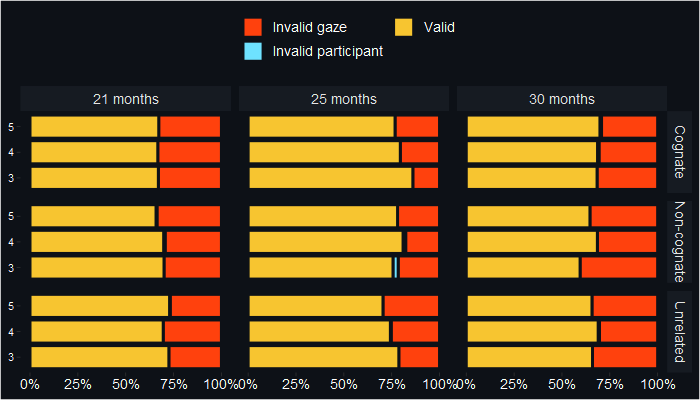 Invalid gaze Valid
Invalid participant
21 months 25 months 30 months
5
4
3
Cognate
5
4
3
Non-cognate
5
4
3
Unrelated
0% 25% 50% 75% 100% 0% 25% 50% 75% 100% 0% 25% 50% 75% 100%